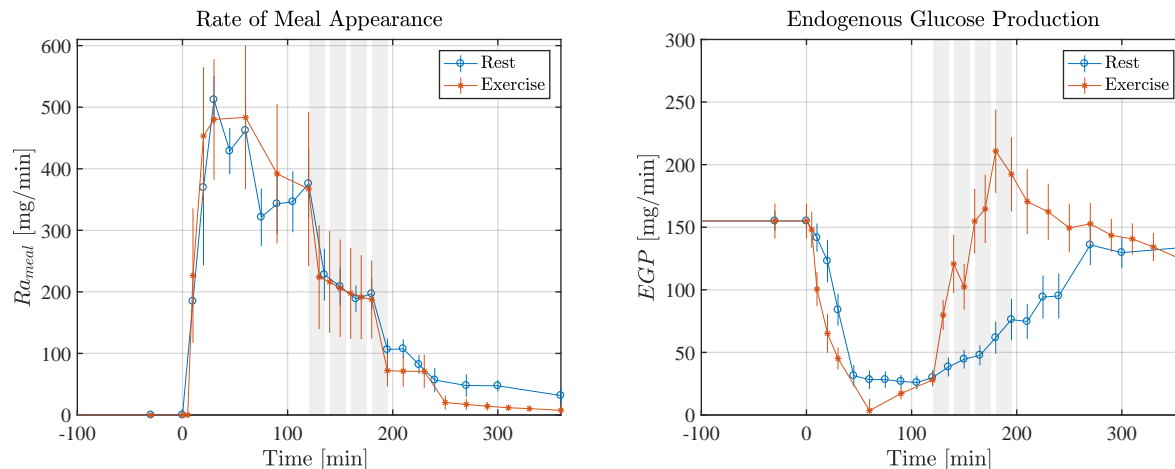 Rate of Meal Appearance
600
500
400
300
200
100
0
-100
0
100
200
300
Ra_meal [mg/min]
Time [min]
Rest
Exercise
Endogenous Glucose Production
300
250
200
150
100
50
0
-100
0
100
200
300
EGP [mg/min]
Time [min]
Rest
Exercise